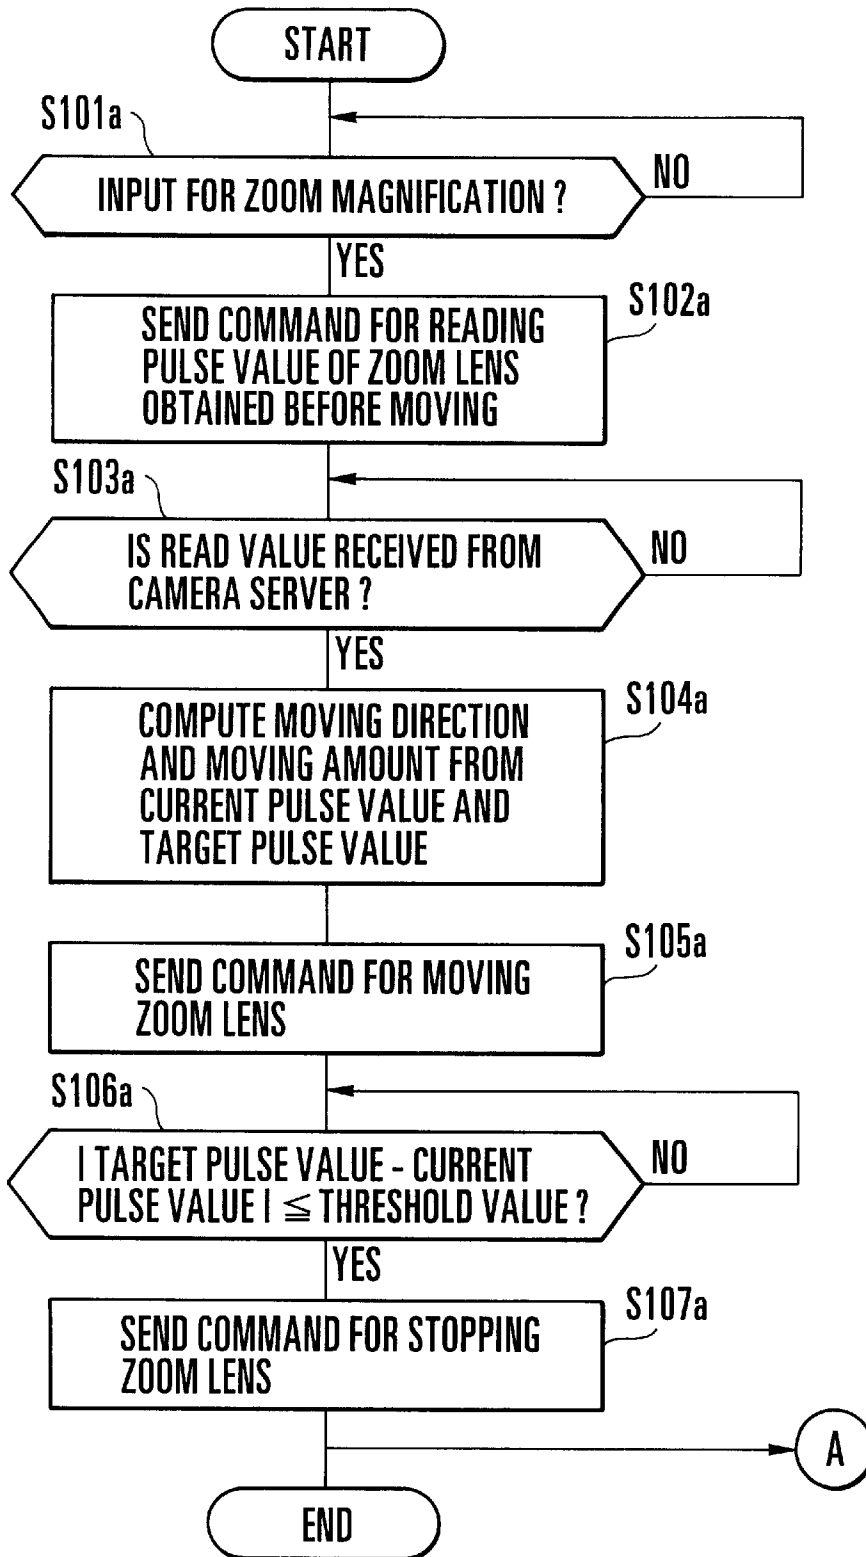 START
S101a
INPUT FOR ZOOM MAGNIFICATION ?
NO
YES
S102a
SEND COMMAND FOR READING
PULSE VALUE OF ZOOM LENS
OBTAINED BEFORE MOVING
S103a
IS READ VALUE RECEIVED FROM
CAMERA SERVER ?
NO
YES
S104a
COMPUTE MOVING DIRECTION
AND MOVING AMOUNT FROM
CURRENT PULSE VALUE AND
TARGET PULSE VALUE
S105a
SEND COMMAND FOR MOVING
ZOOM LENS
S106a
I TARGET PULSE VALUE - CURRENT
PULSE VALUE I ≦ THRESHOLD VALUE ?
NO
YES
S107a
SEND COMMAND FOR STOPPING
ZOOM LENS
A
END